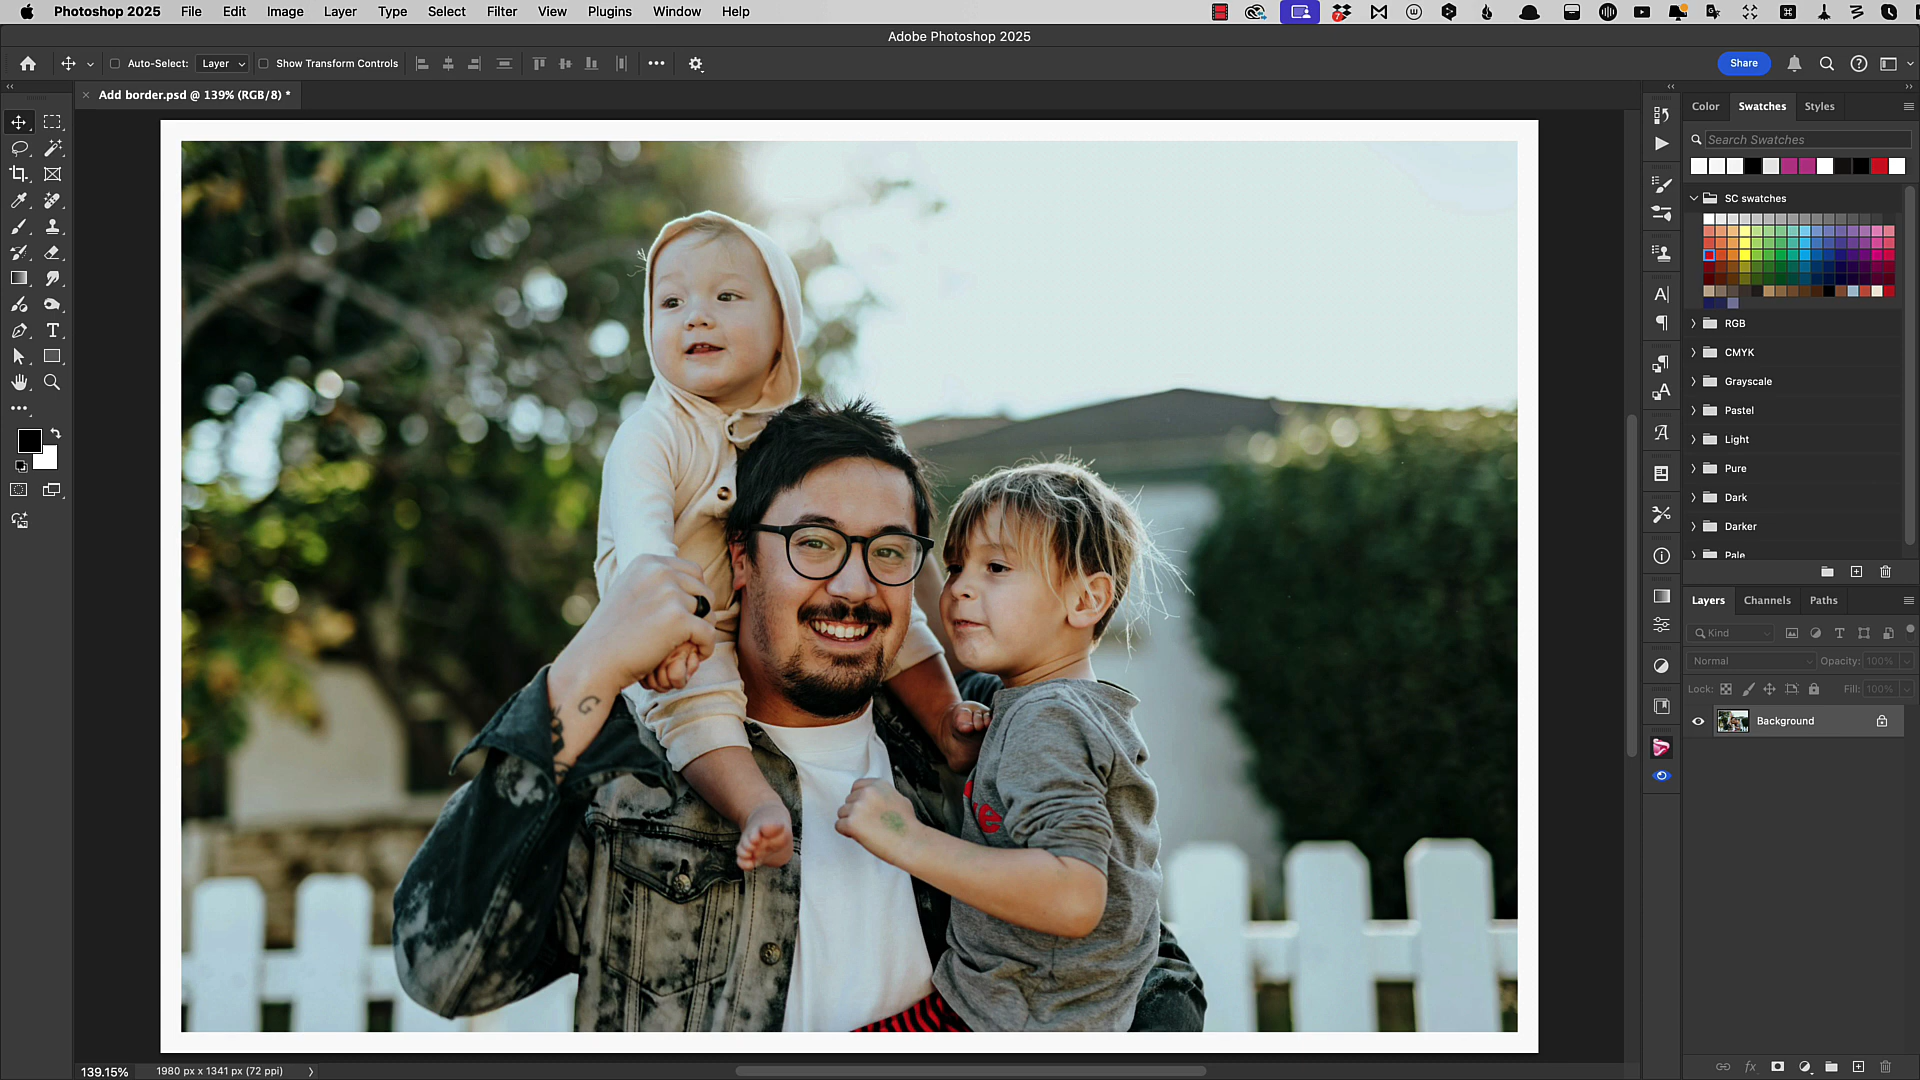 Photoshop 2025 File Edit Image Layer Type Select Filter View Plugins Window Help
Adobe Photoshop 2025
Auto-Select: Layer Show Transform Controls Share
Add border.psd @ 139% (RGB/8) *
Color Swatches Styles
Search Swatches
SC swatches
RGB
CMYK
Grayscale
Pastel
Light
Pure
Dark
Darker
Pale
Layers Channels Paths
Kind
Normal Opacity: 100%
Lock: Fill: 100%
Background
G
139.15% 1980 px x 1341 px (72 ppi)